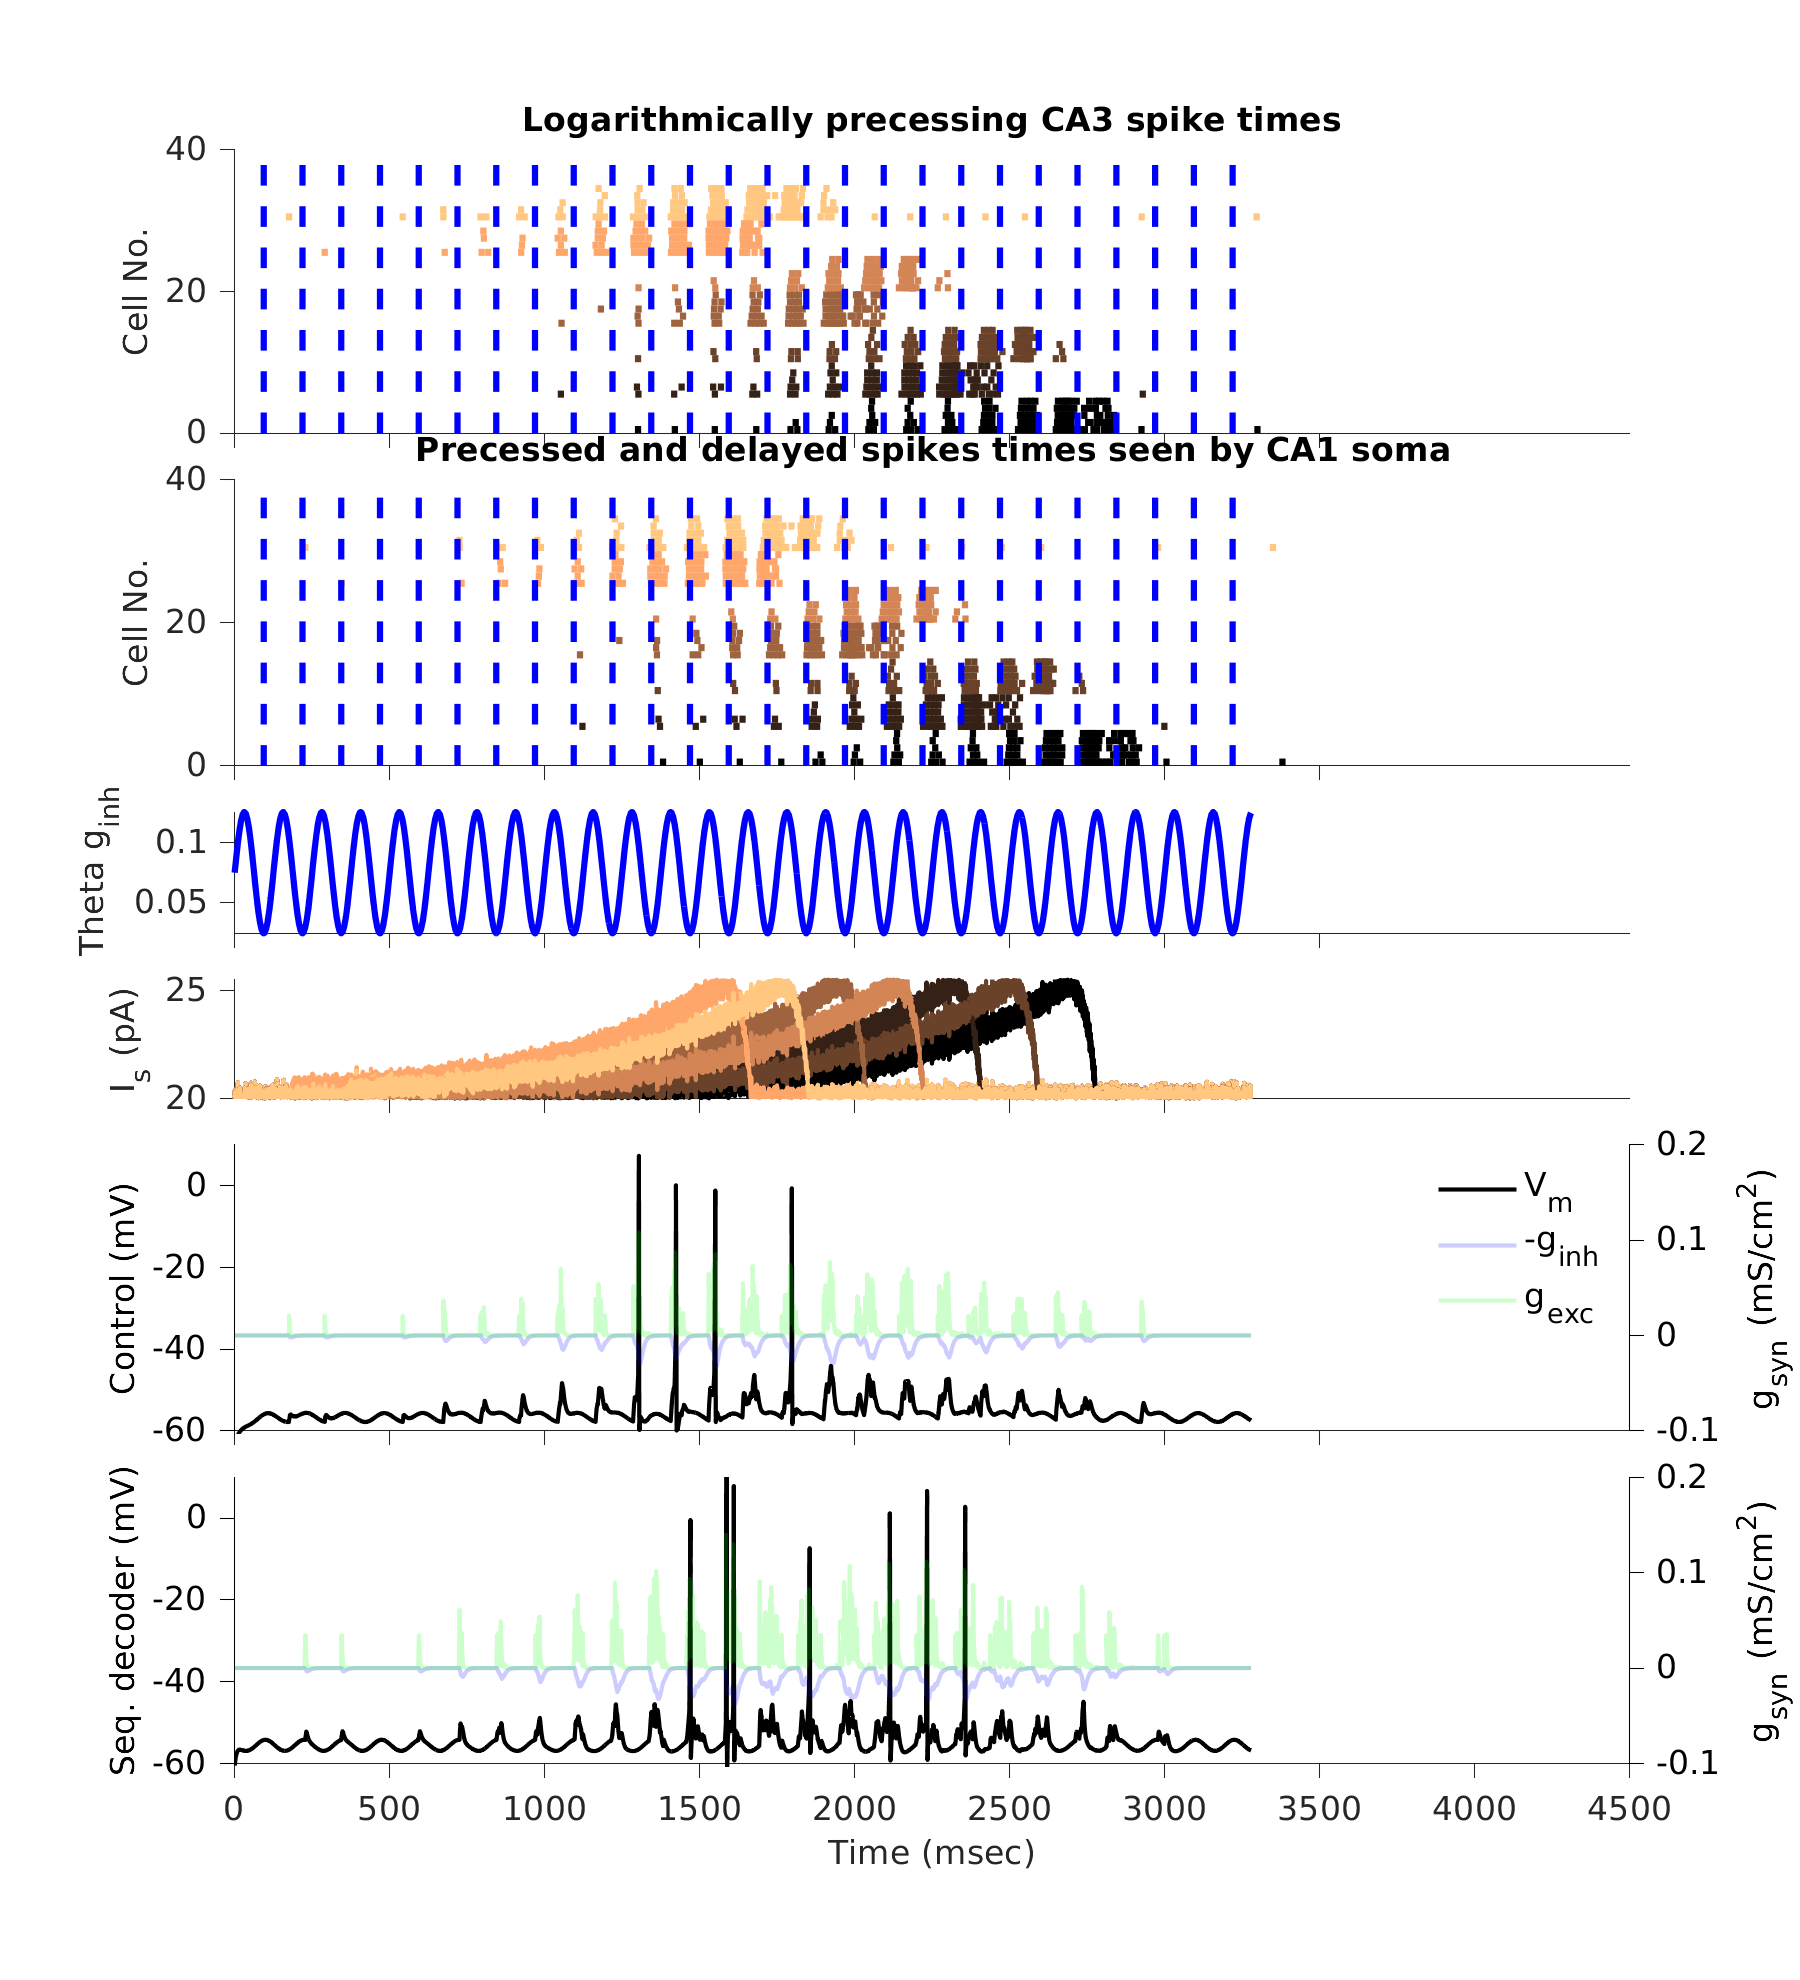 Logarithmically precessing CA3 spike times
40
20
0
Cell No.
Precessed and delayed spikes times seen by CA1 soma
40
20
0
Cell No.
0.1
0.05
Theta g_inh
25
20
I_s (pA)
0
-20
-40
-60
Control (mV)
0.2
0.1
0
-0.1
g_syn (mS/cm^2)
V_m
-g_inh
g_exc
0
-20
-40
-60
Seq. decoder (mV)
0.2
0.1
0
-0.1
g_syn (mS/cm^2)
0 500 1000 1500 2000 2500 3000 3500 4000 4500
Time (msec)